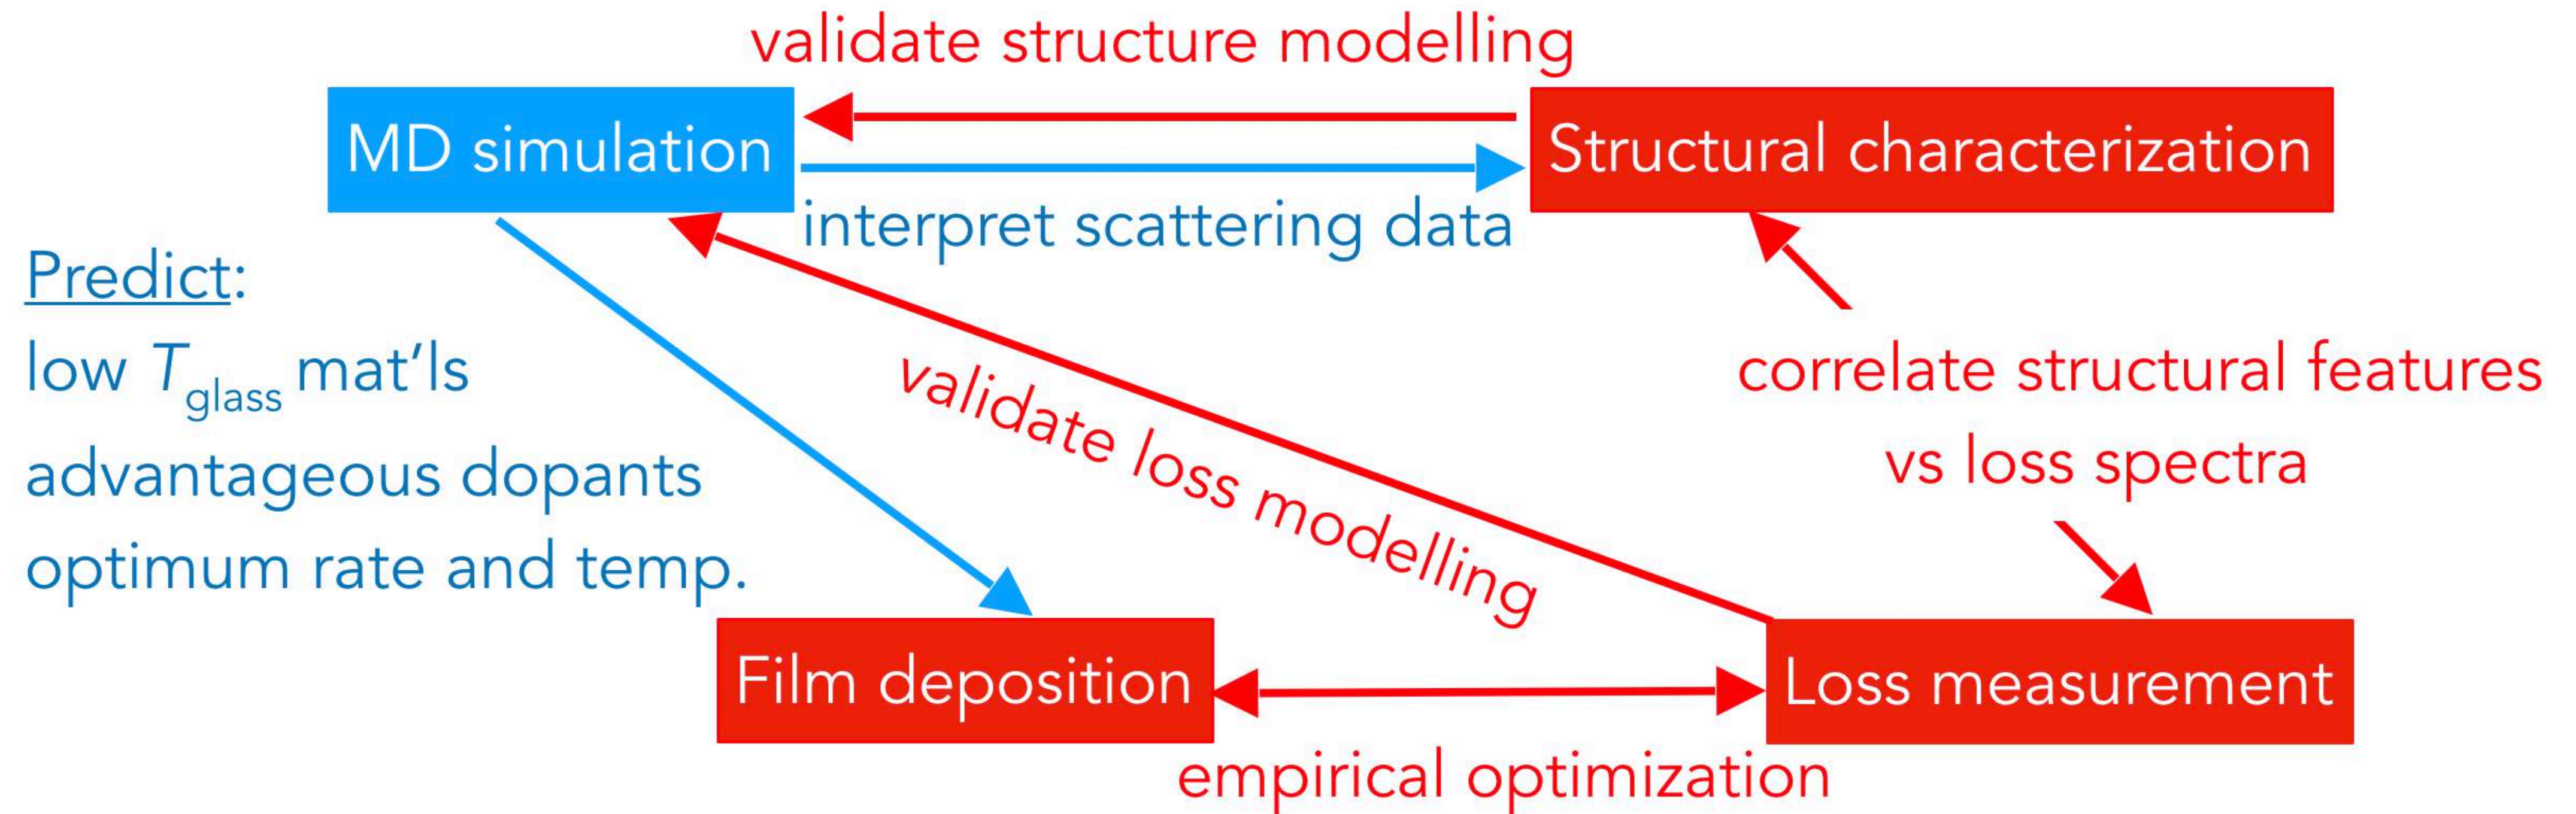 validate structure modelling
MD simulation
Structural characterization
interpret scattering data
Predict:
low Tglass mat'ls
advantageous dopants
optimum rate and temp.
validate loss modelling
correlate structural features
vs loss spectra
Film deposition
Loss measurement
empirical optimization